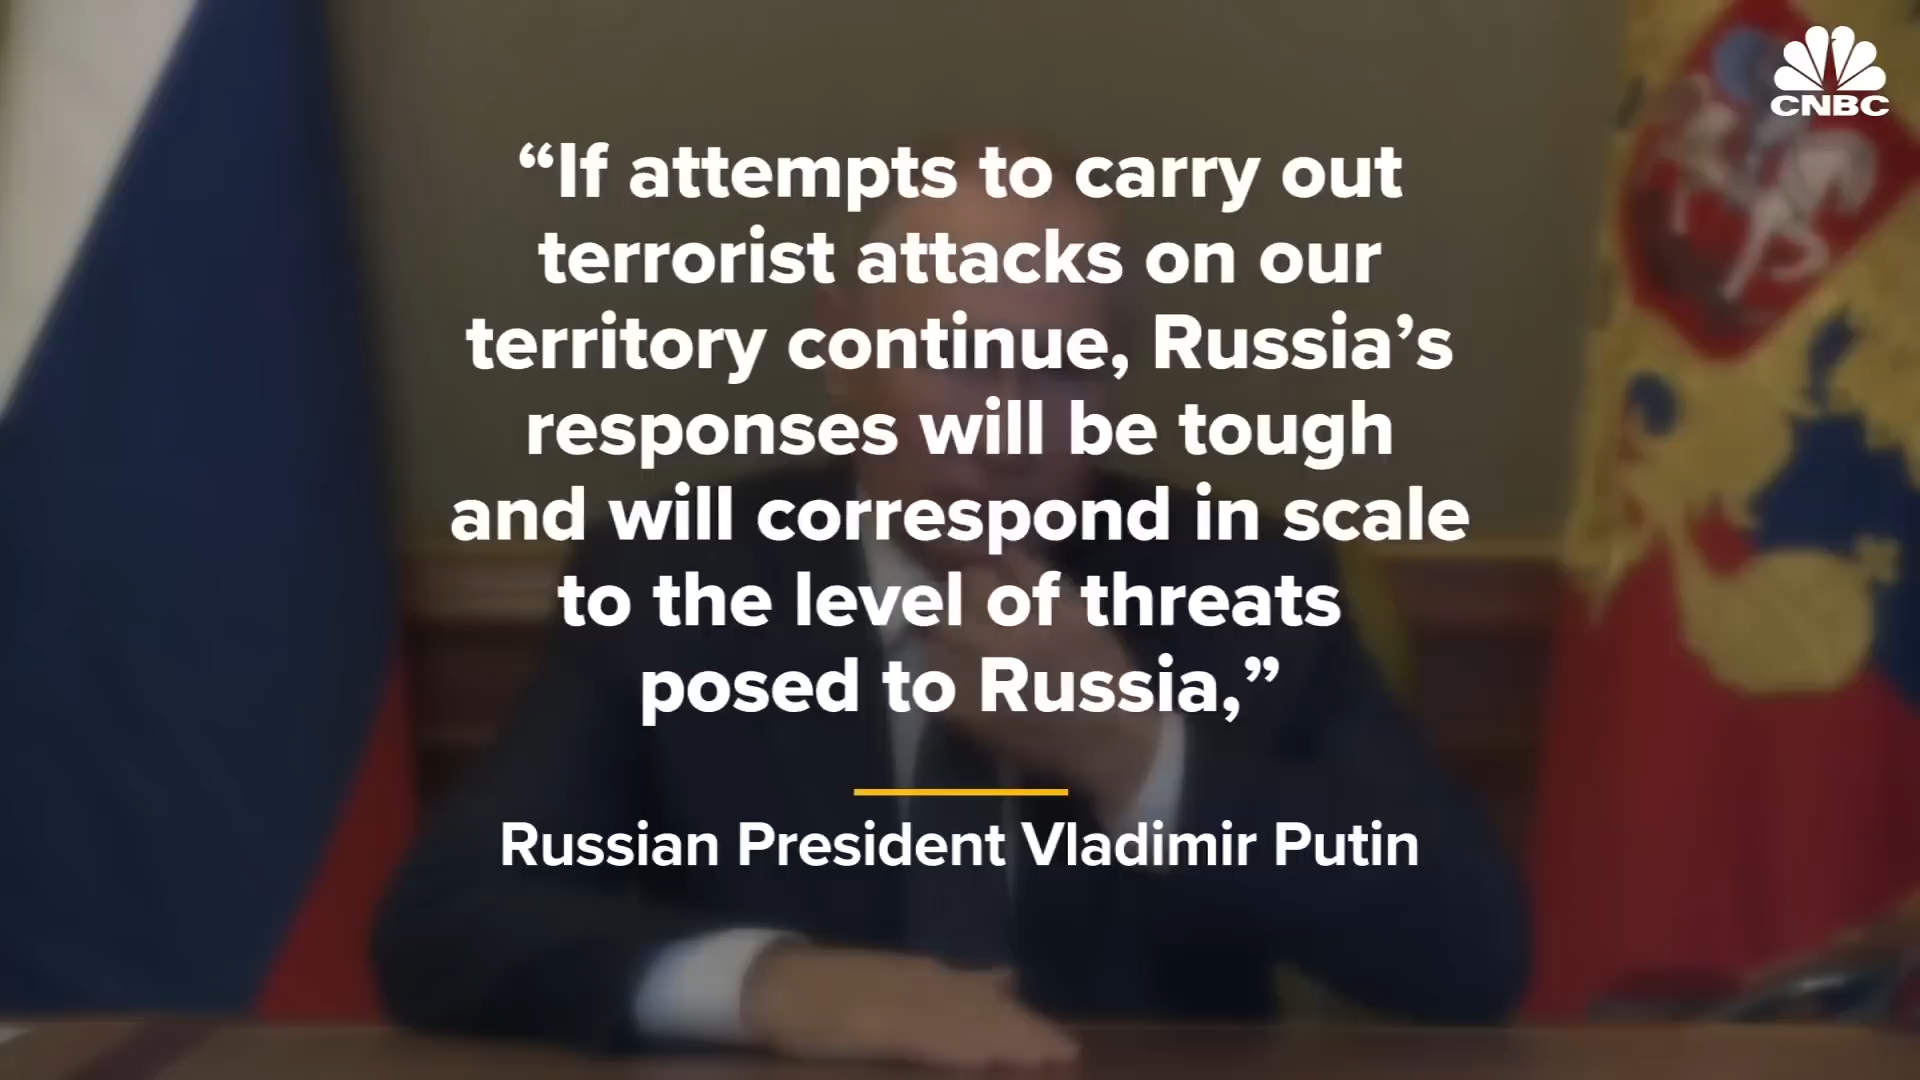 CNBC
“If attempts to carry out
terrorist attacks on our
territory continue, Russia’s
responses will be tough
and will correspond in scale
to the level of threats
posed to Russia,”
Russian President Vladimir Putin